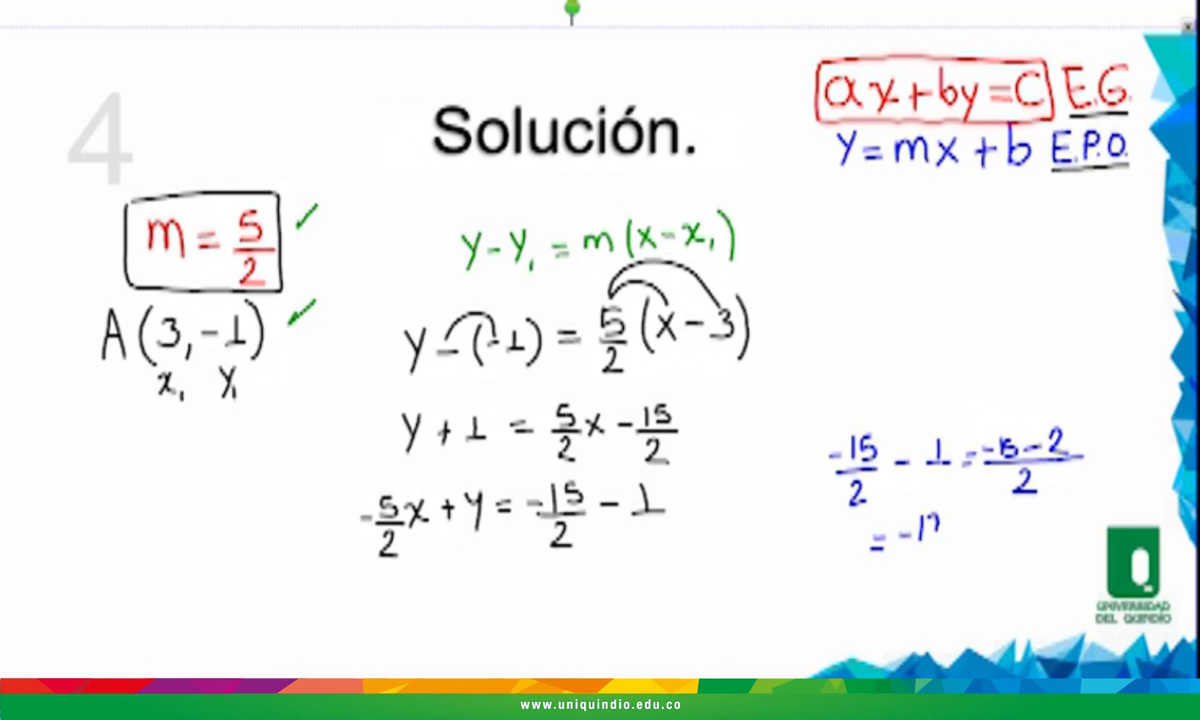 4
Solución.
ax+by=C E.G.
y=mx+b E.P.O.
m = 5/2 ✓
A(3,-1) ✓
x₁ y₁
y-y₁ = m(x-x₁)
y-(-1) = 5/2(x-3)
y+1 = 5/2x -15/2
-5/2x+y = -15/2 - 1
-15/2 - 1 = -15-2/2
= -17
UNIVERSIDAD
DEL QUINDÍO
www.uniquindio.edu.co